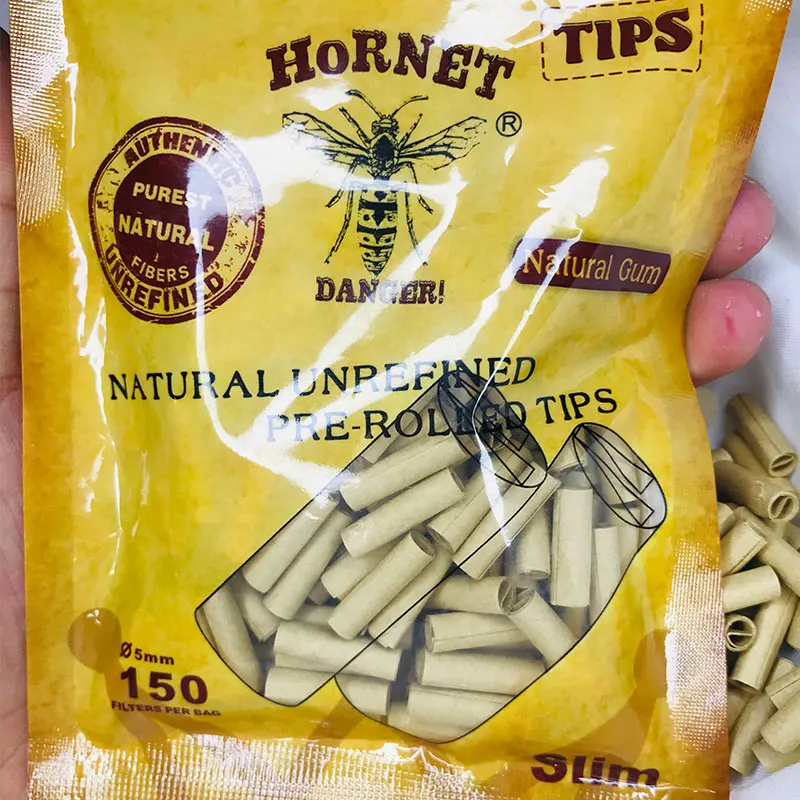 HORNET
TIPS
®
AUTHENTIC
PUREST
NATURAL
FIBERS
UNREFINED
DANGER!
Natural Gum
NATURAL UNREFINED
PRE-ROLLED TIPS
Ø5mm
150
FILTERS PER BAG
Slim